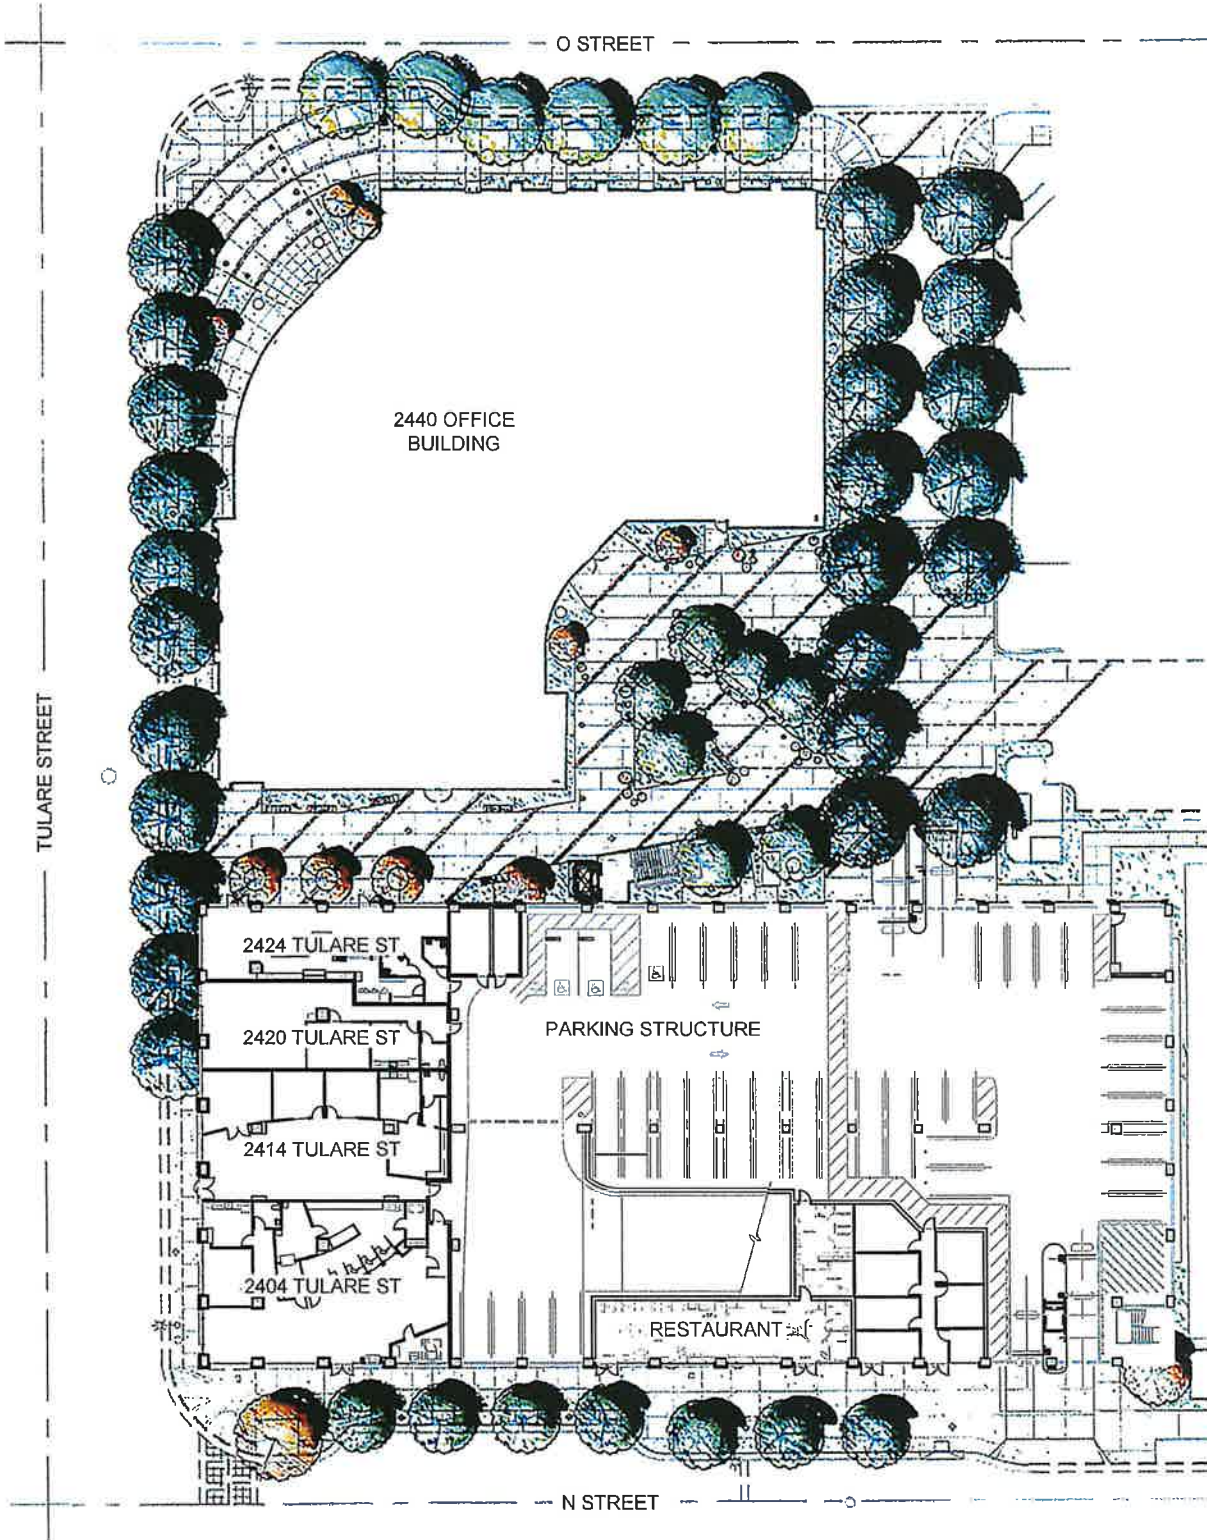 O STREET
2440 OFFICE
BUILDING
TULARE STREET
2424 TULARE ST
2420 TULARE ST
PARKING STRUCTURE
2414 TULARE ST
2404 TULARE ST
RESTAURANT
N STREET